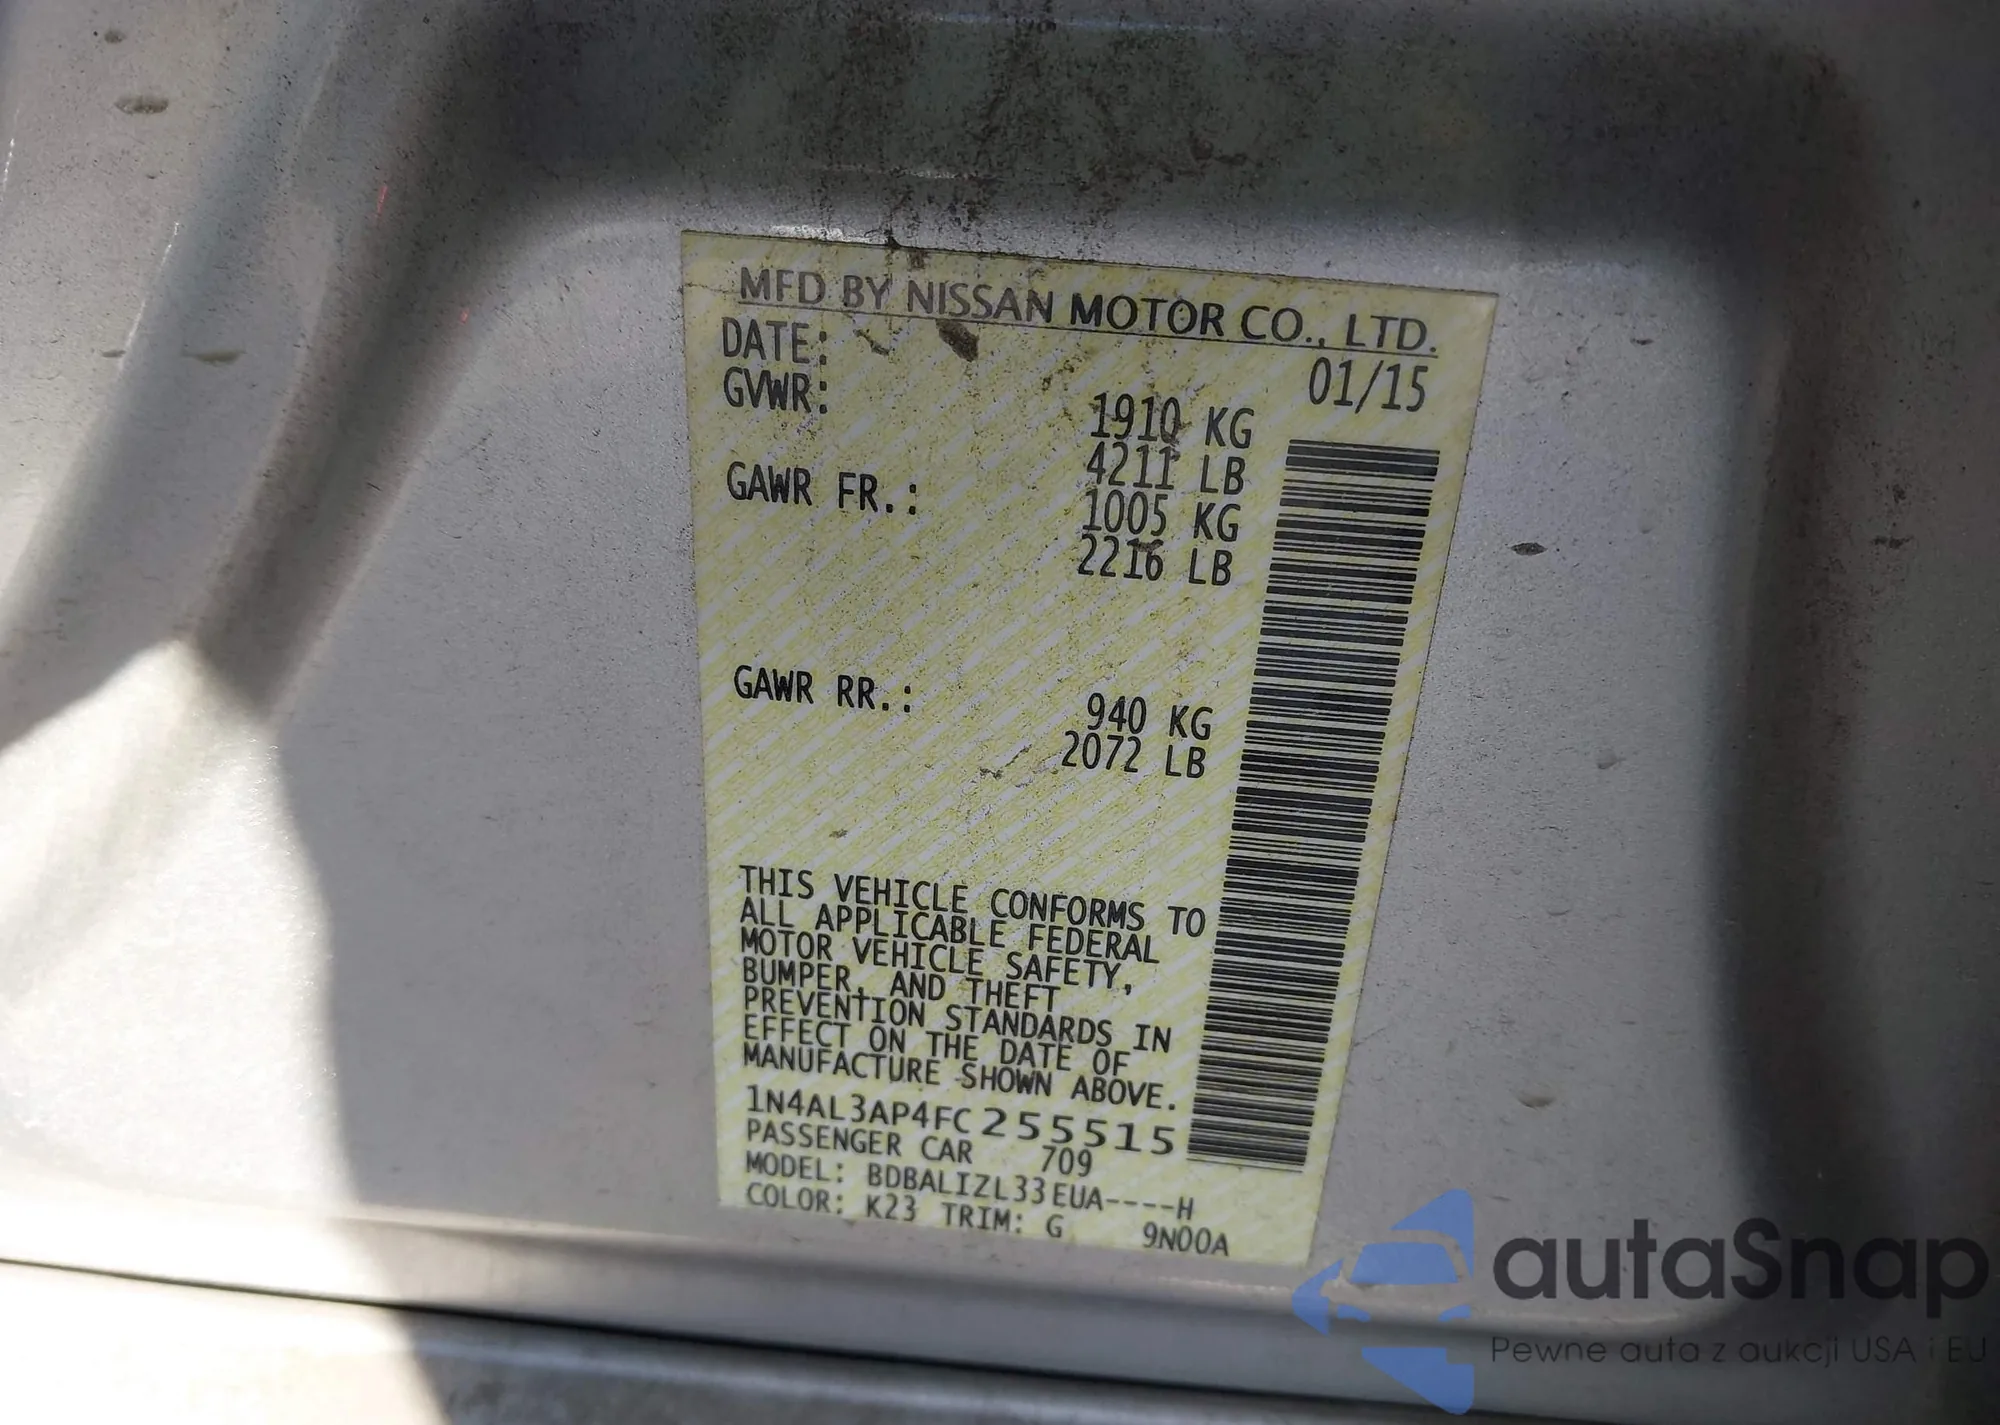 MFD BY NISSAN MOTOR CO., LTD.
DATE: 01/15
GVWR: 1910 KG
4211 LB
GAWR FR.: 1005 KG
2216 LB
GAWR RR.: 940 KG
2072 LB
THIS VEHICLE CONFORMS TO
ALL APPLICABLE FEDERAL
MOTOR VEHICLE SAFETY,
BUMPER, AND THEFT
PREVENTION STANDARDS IN
EFFECT ON THE DATE OF
MANUFACTURE SHOWN ABOVE.
1N4AL3AP4FC255515
PASSENGER CAR 709
MODEL: BDBALIZL33EUA----H
COLOR: K23 TRIM: G 9N00A
autaSnap
Pewne auta z aukcji USA i EU